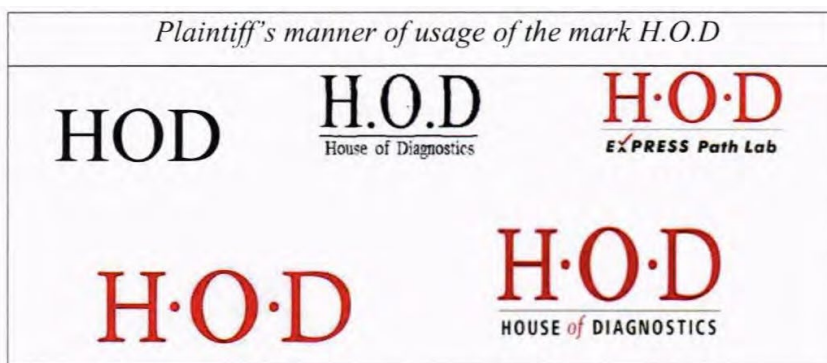 Plaintiff's manner of usage of the mark H.O.D
HOD
H.O.D
House of Diagnostics
H·O·D
EXPRESS Path Lab
H·O·D
H·O·D
HOUSE of DIAGNOSTICS